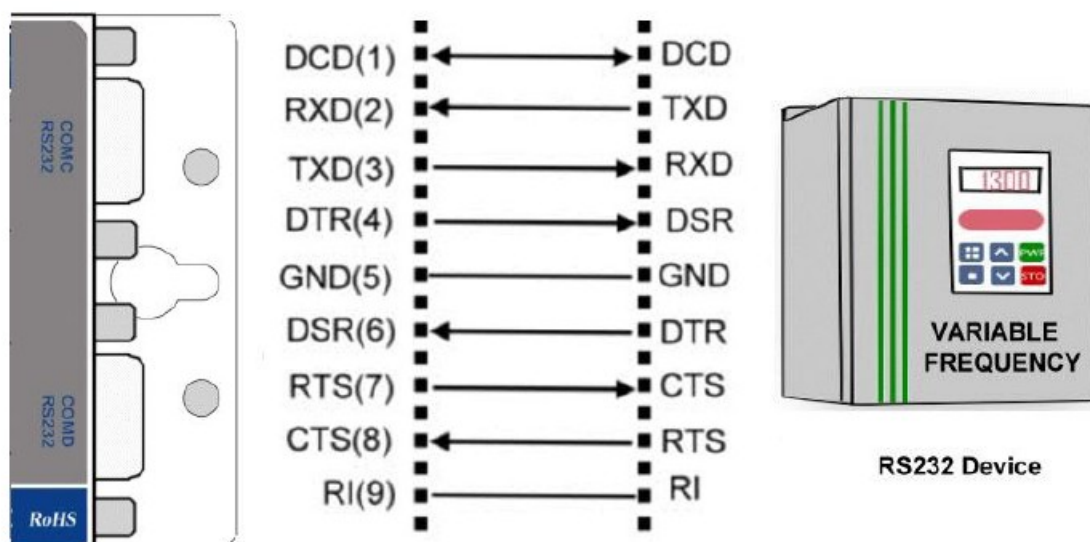 COMC
RS232
COMD
RS232
RoHS
DCD(1)
RXD(2)
TXD(3)
DTR(4)
GND(5)
DSR(6)
RTS(7)
CTS(8)
RI(9)
DCD
TXD
RXD
DSR
GND
DTR
CTS
RTS
RI
1300
PWR
STO
VARIABLE
FREQUENCY
RS232 Device